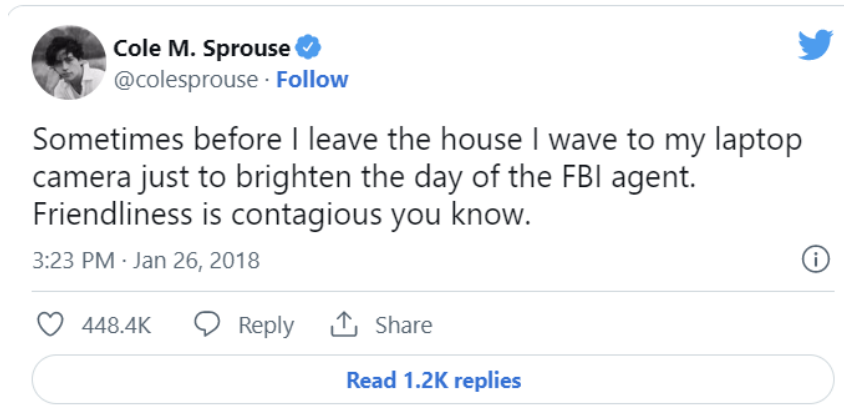 Cole M. Sprouse
@colesprouse · Follow
Sometimes before I leave the house I wave to my laptop
camera just to brighten the day of the FBI agent.
Friendliness is contagious you know.
3:23 PM · Jan 26, 2018
448.4K Reply Share
Read 1.2K replies